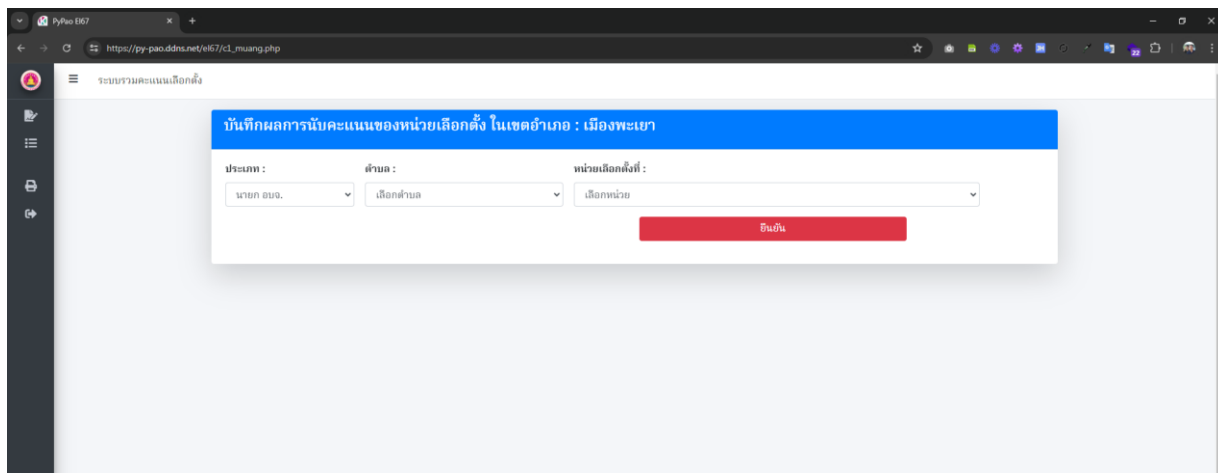 PyPao El67
https://py-pao.ddns.net/el67/c1_muang.php
22
ระบบรวมคะแนนเลือกตั้ง
บันทึกผลการนับคะแนนของหน่วยเลือกตั้ง ในเขตอำเภอ : เมืองพะเยา
ประเภท : ตำบล : หน่วยเลือกตั้งที่ :
นายก อบจ. เลือกตำบล เลือกหน่วย
ยืนยัน